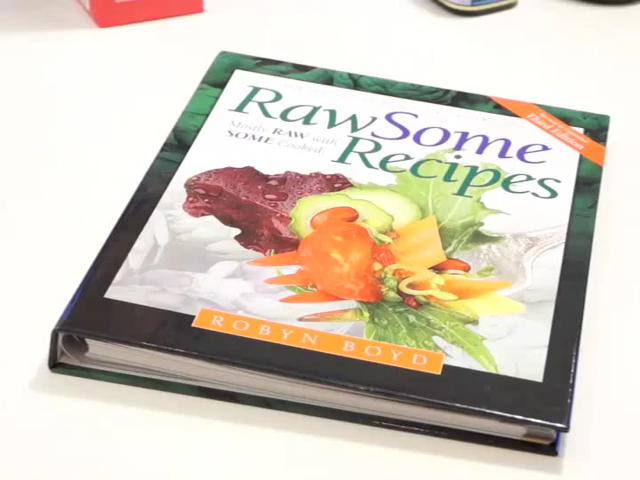 RawSome
Mostly RAW with
SOME Cooked
Recipes
Third Edition
ROBYN BOYD